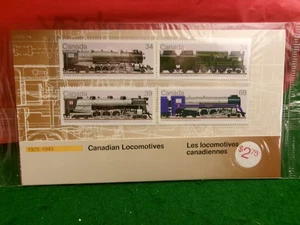 Canada 34
Canada
Canada 39
Canada 68
1925-1945
Canadian Locomotives
Les locomotives
canadiennes
$2.75